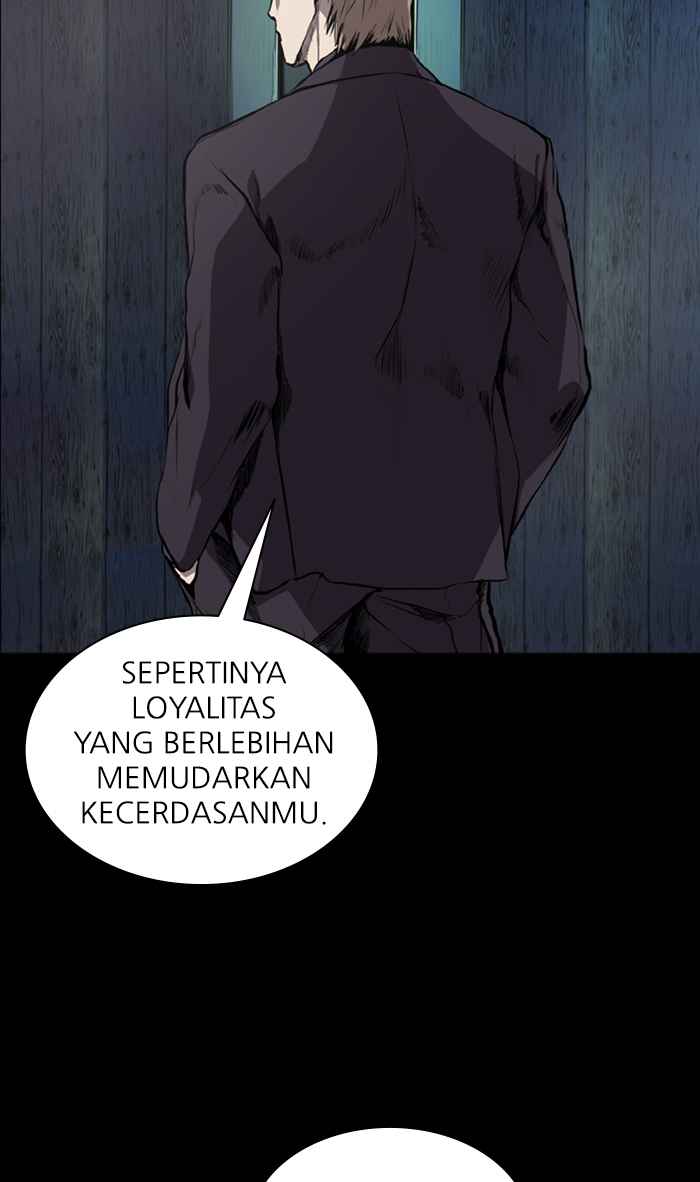 SEPERTINYA
LOYALITAS
YANG BERLEBIHAN
MEMUDARKAN
KECERDASANMU.